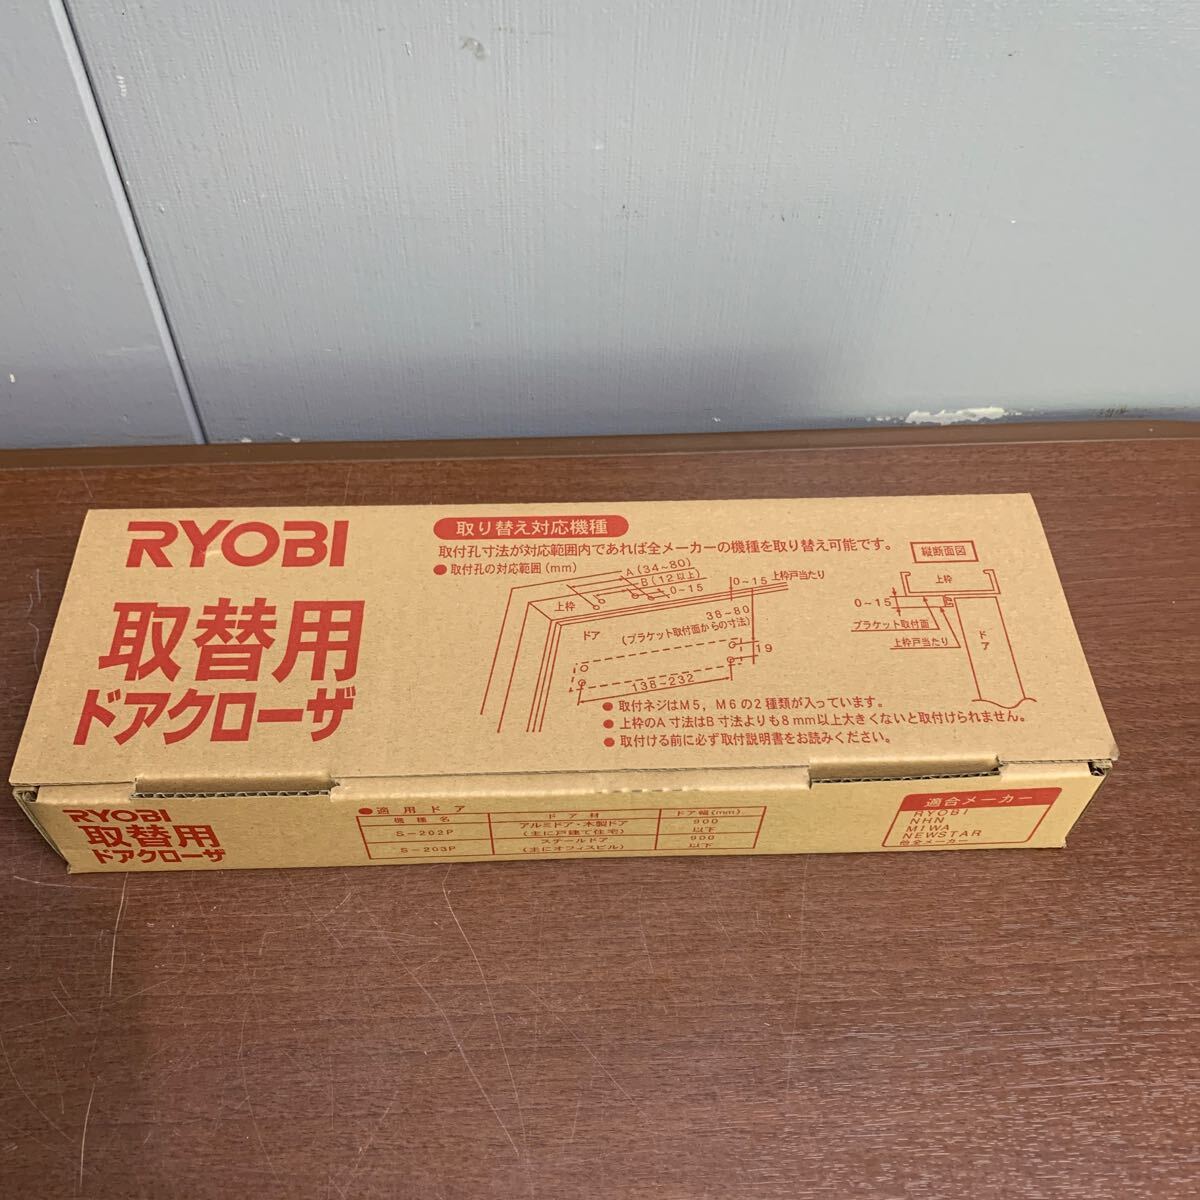 RYOBI
取替用
ドアクローザ
取り替え対応機種
取付孔寸法が対応範囲内であれば全メーカーの機種を取り替え可能です。
● 取付孔の対応範囲(mm)
A(34~80)
B(12以上)
0~15
0~15
上枠戸当たり
上枠
ドア
38~80
(ブラケット取付面からの寸法)
19
138~232
縦断面図
上枠
0~15
ブラケット取付面
上枠戸当たり
ドア
● 取付ネジはM5, M6の2種類が入っています。
● 上枠のA寸法はB寸法よりも8mm以上大きくないと取付けられません。
● 取付ける前に必ず取付説明書をお読みください。
RYOBI
取替用
ドアクローザ
●適用ドア
機種名 ドア材 ドア幅(mm)
S-202P アルミドア・木製ドア (主に戸建て住宅) 900以下
S-203P スチールドア (主にオフィスビル) 900以下
適合メーカー
RYOBI
NHN
MIWA
NEWSTAR
他全メーカー